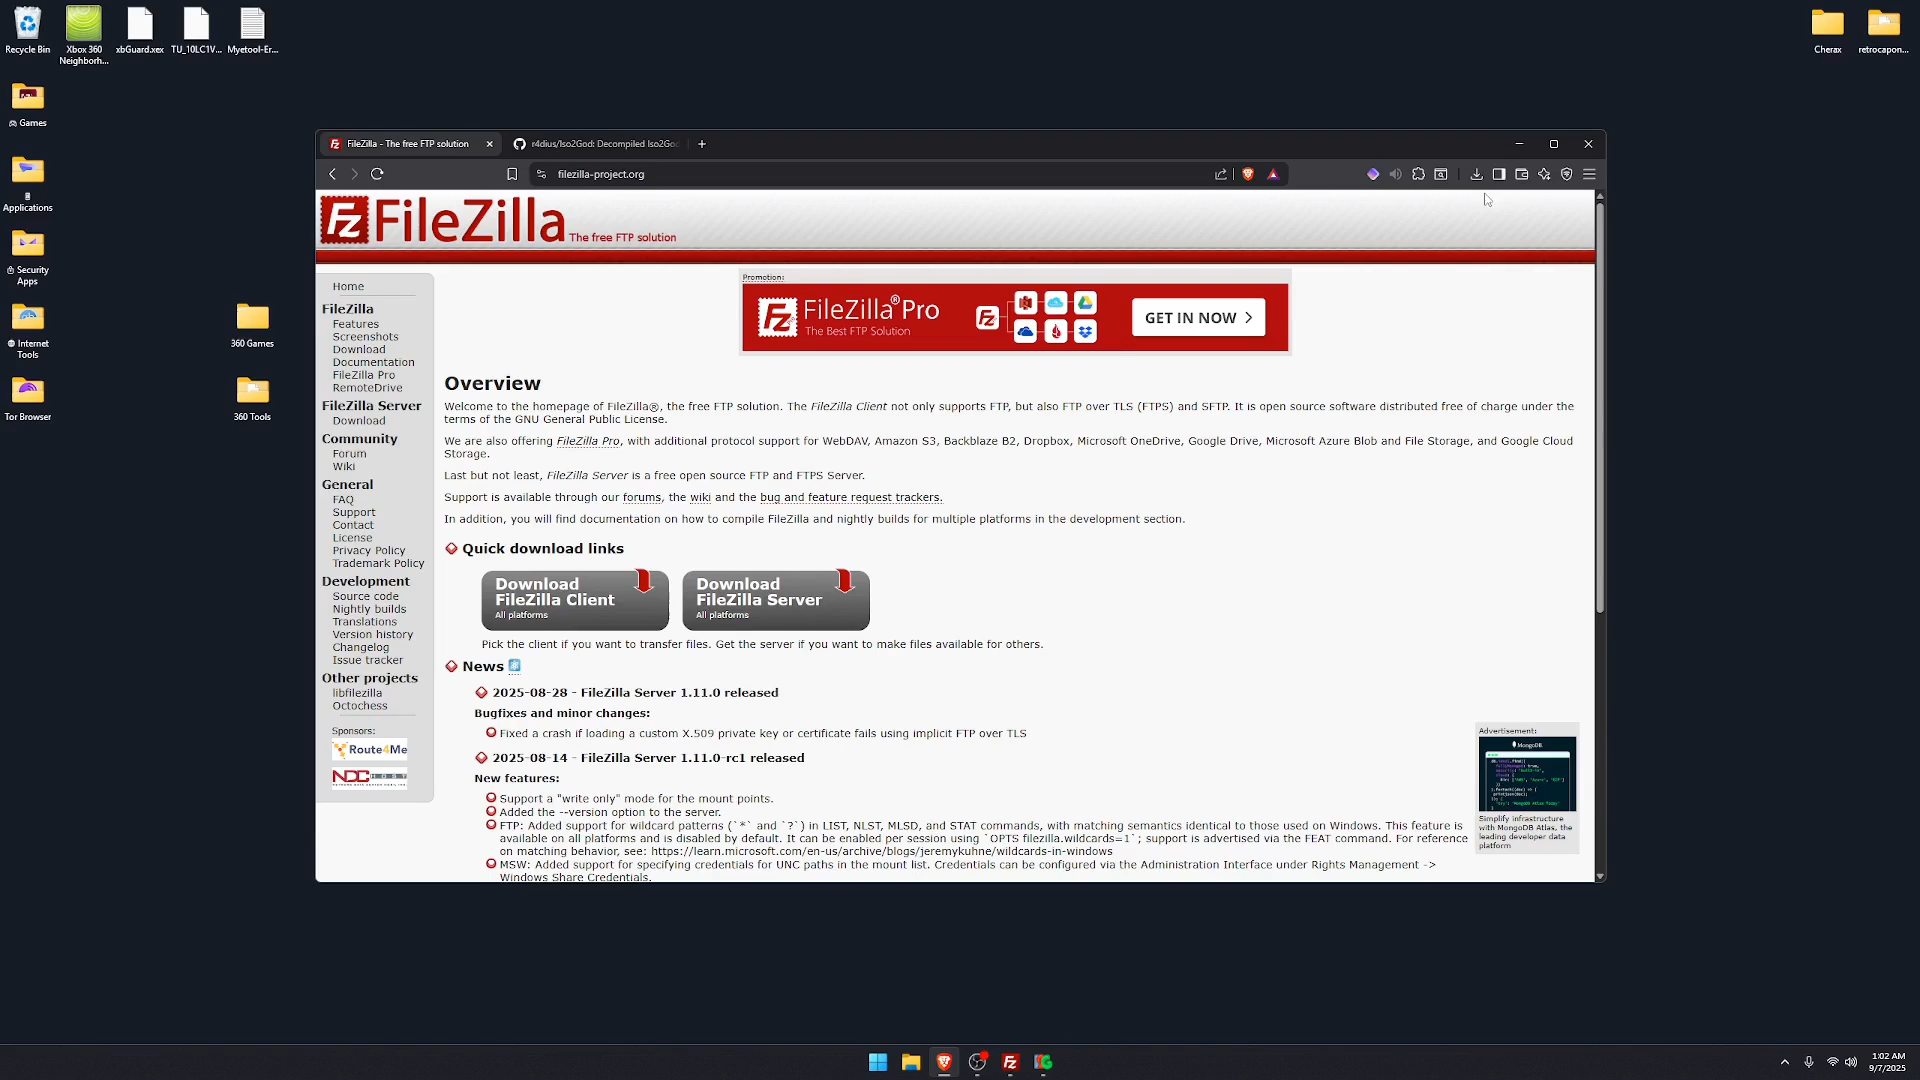 Recycle Bin
Xbox 360
Neighborh...
xbGuard.xex
TU_10LC1V...
Myetool-Er...
Cherax
retrocapon...
Games
Applications
Security
Apps
Internet
Tools
Tor Browser
360 Games
360 Tools
FileZilla - The free FTP solution
r4dius/Iso2God: Decompiled Iso2Go
filezilla-project.org
FileZilla The free FTP solution
Home
FileZilla
Features
Screenshots
Download
Documentation
FileZilla Pro
RemoteDrive
FileZilla Server
Download
Community
Forum
Wiki
General
FAQ
Support
Contact
License
Privacy Policy
Trademark Policy
Development
Source code
Nightly builds
Translations
Version history
Changelog
Issue tracker
Other projects
libfilezilla
Octochess
Sponsors:
Route4Me
NDC HOST
Promotion:
FileZilla® Pro
The Best FTP Solution
GET IN NOW
Overview
Welcome to the homepage of FileZilla®, the free FTP solution. The FileZilla Client not only supports FTP, but also FTP over TLS (FTPS) and SFTP. It is open source software distributed free of charge under the
terms of the GNU General Public License.
We are also offering FileZilla Pro, with additional protocol support for WebDAV, Amazon S3, Backblaze B2, Dropbox, Microsoft OneDrive, Google Drive, Microsoft Azure Blob and File Storage, and Google Cloud
Storage.
Last but not least, FileZilla Server is a free open source FTP and FTPS Server.
Support is available through our forums, the wiki and the bug and feature request trackers.
In addition, you will find documentation on how to compile FileZilla and nightly builds for multiple platforms in the development section.
Quick download links
Download
FileZilla Client
All platforms
Download
FileZilla Server
All platforms
Pick the client if you want to transfer files. Get the server if you want to make files available for others.
News
2025-08-28 - FileZilla Server 1.11.0 released
Bugfixes and minor changes:
Fixed a crash if loading a custom X.509 private key or certificate fails using implicit FTP over TLS
2025-08-14 - FileZilla Server 1.11.0-rc1 released
New features:
Support a "write only" mode for the mount points.
Added the --version option to the server.
FTP: Added support for wildcard patterns (`*` and `?`) in LIST, NLST, MLSD, and STAT commands, with matching semantics identical to those used on Windows. This feature is
available on all platforms and is disabled by default. It can be enabled per session using `OPTS filezilla.wildcards=1`; support is advertised via the FEAT command. For reference
on matching behavior, see: https://learn.microsoft.com/en-us/archive/blogs/jeremykuhne/wildcards-in-windows
MSW: Added support for specifying credentials for UNC paths in the mount list. Credentials can be configured via the Administration Interface under Rights Management ->
Windows Share Credentials.
Advertisement:
MongoDB.
Simplify infrastructure
with MongoDB Atlas, the
leading developer data
platform
1:02 AM
9/7/2025